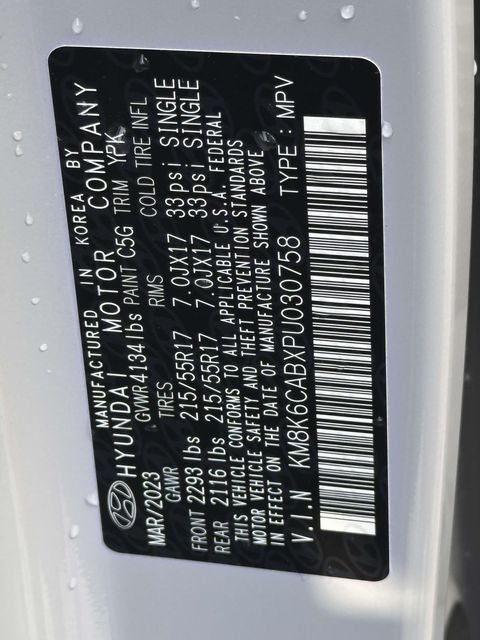 MANUFACTURED IN KOREA BY
HYUNDAI MOTOR COMPANY
MAR/2023 GVWR 4134 lbs PAINT C5G TRIM YPK
GAWR TIRES RIMS COLD TIRE INFL
FRONT 2293 lbs 215/55R17 7.0JX17 33psi SINGLE
REAR 2116 lbs 215/55R17 7.0JX17 33psi SINGLE
THIS VEHICLE CONFORMS TO ALL APPLICABLE U.S.A. FEDERAL
MOTOR VEHICLE SAFETY AND THEFT PREVENTION STANDARDS
IN EFFECT ON THE DATE OF MANUFACTURE SHOWN ABOVE
V.I.N KM8K6CABXPU030758 TYPE : MPV